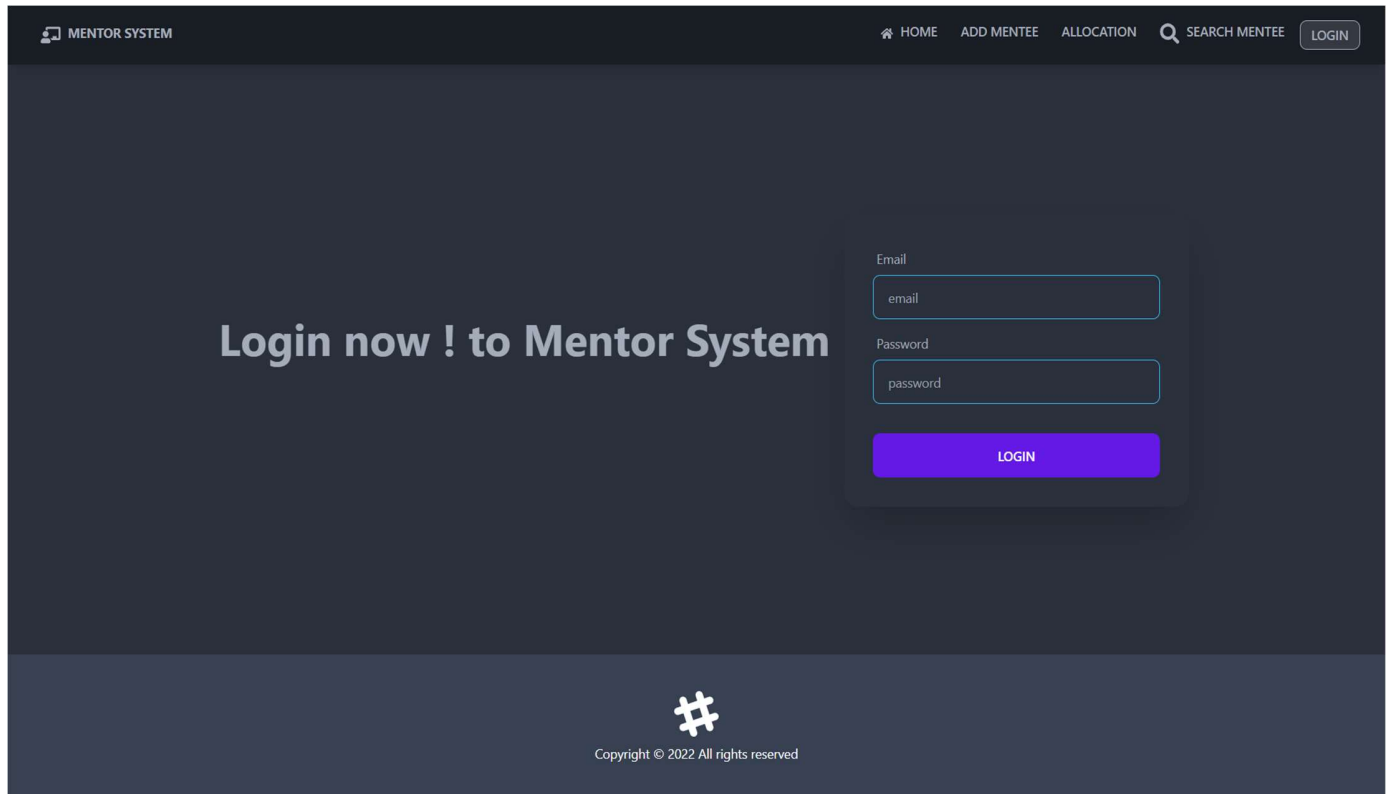 MENTOR SYSTEM
HOME ADD MENTEE ALLOCATION SEARCH MENTEE LOGIN
Login now ! to Mentor System
Email
email
Password
password
LOGIN
Copyright © 2022 All rights reserved